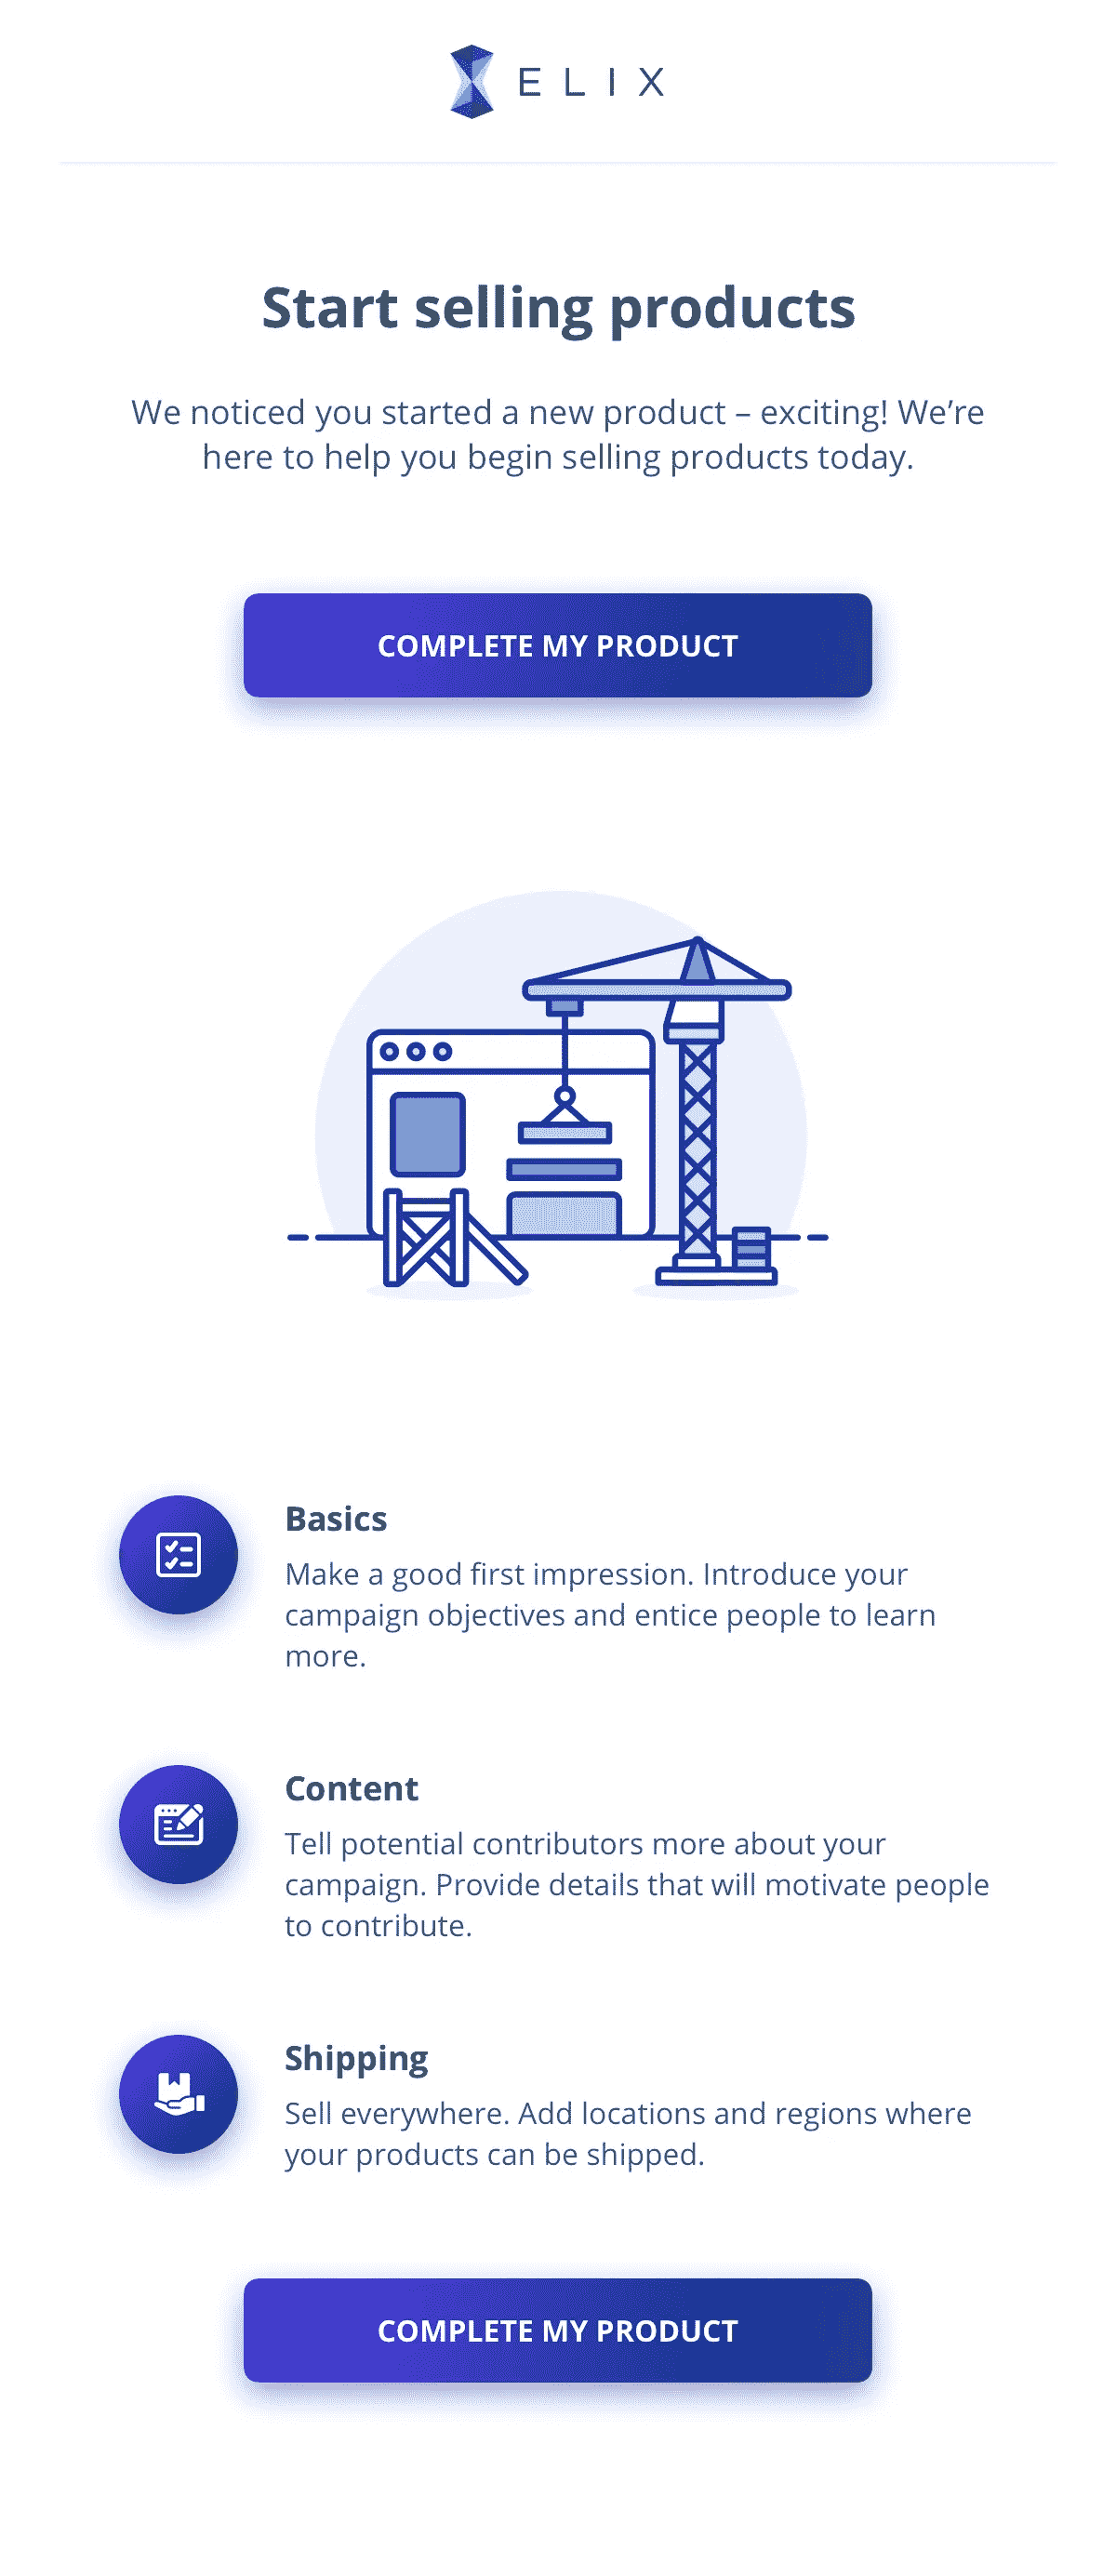 ELIX
Start selling products
We noticed you started a new product – exciting! We’re
here to help you begin selling products today.
COMPLETE MY PRODUCT
Basics
Make a good first impression. Introduce your
campaign objectives and entice people to learn
more.
Content
Tell potential contributors more about your
campaign. Provide details that will motivate people
to contribute.
Shipping
Sell everywhere. Add locations and regions where
your products can be shipped.
COMPLETE MY PRODUCT